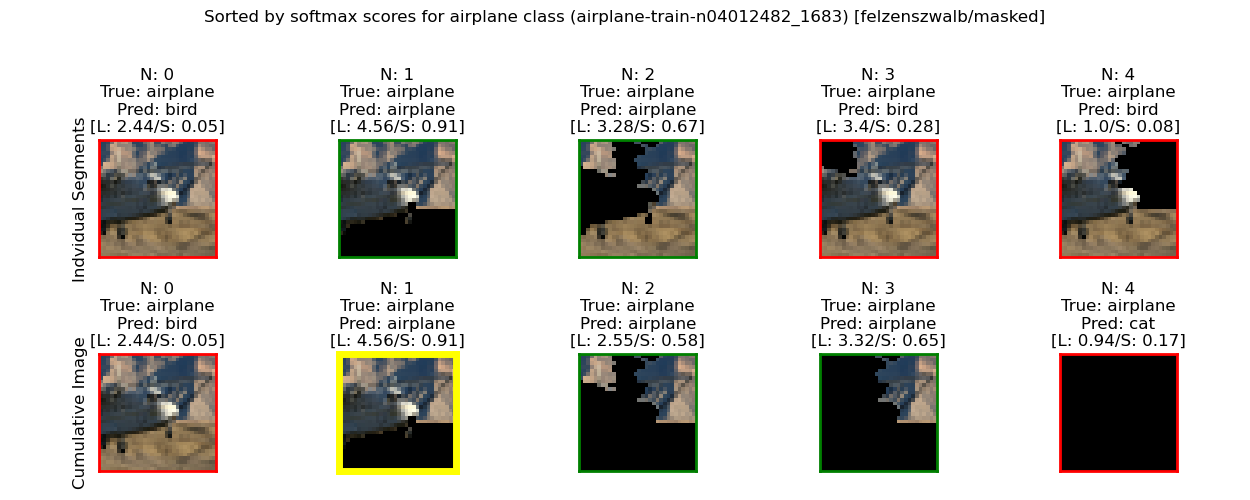 Sorted by softmax scores for airplane class (airplane-train-n04012482_1683) [felzenszwalb/masked]
Indvidual Segments
N: 0
True: airplane
Pred: bird
[L: 2.44/S: 0.05]
N: 1
True: airplane
Pred: airplane
[L: 4.56/S: 0.91]
N: 2
True: airplane
Pred: airplane
[L: 3.28/S: 0.67]
N: 3
True: airplane
Pred: bird
[L: 3.4/S: 0.28]
N: 4
True: airplane
Pred: bird
[L: 1.0/S: 0.08]
Cumulative Image
N: 0
True: airplane
Pred: bird
[L: 2.44/S: 0.05]
N: 1
True: airplane
Pred: airplane
[L: 4.56/S: 0.91]
N: 2
True: airplane
Pred: airplane
[L: 2.55/S: 0.58]
N: 3
True: airplane
Pred: airplane
[L: 3.32/S: 0.65]
N: 4
True: airplane
Pred: cat
[L: 0.94/S: 0.17]